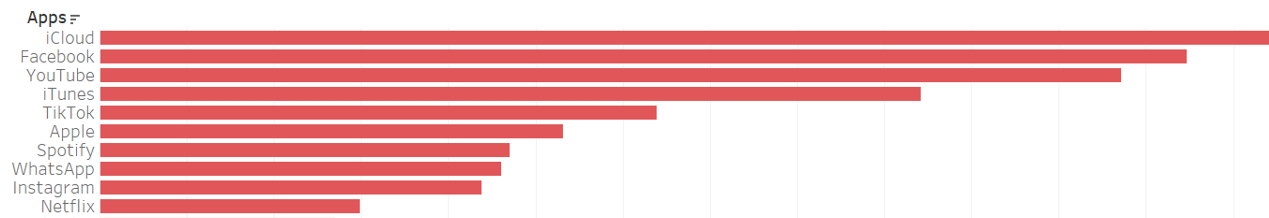 Apps
iCloud
Facebook
YouTube
iTunes
TikTok
Apple
Spotify
WhatsApp
Instagram
Netflix